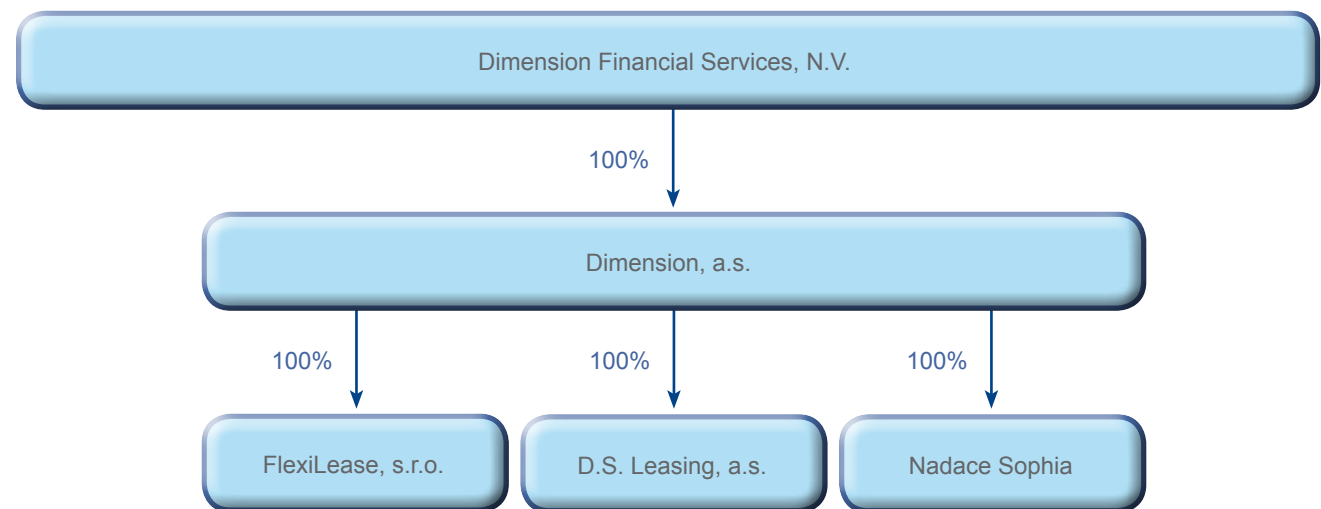 Dimension Financial Services, N.V.
100%
Dimension, a.s.
100%
100%
100%
FlexiLease, s.r.o.
D.S. Leasing, a.s.
Nadace Sophia